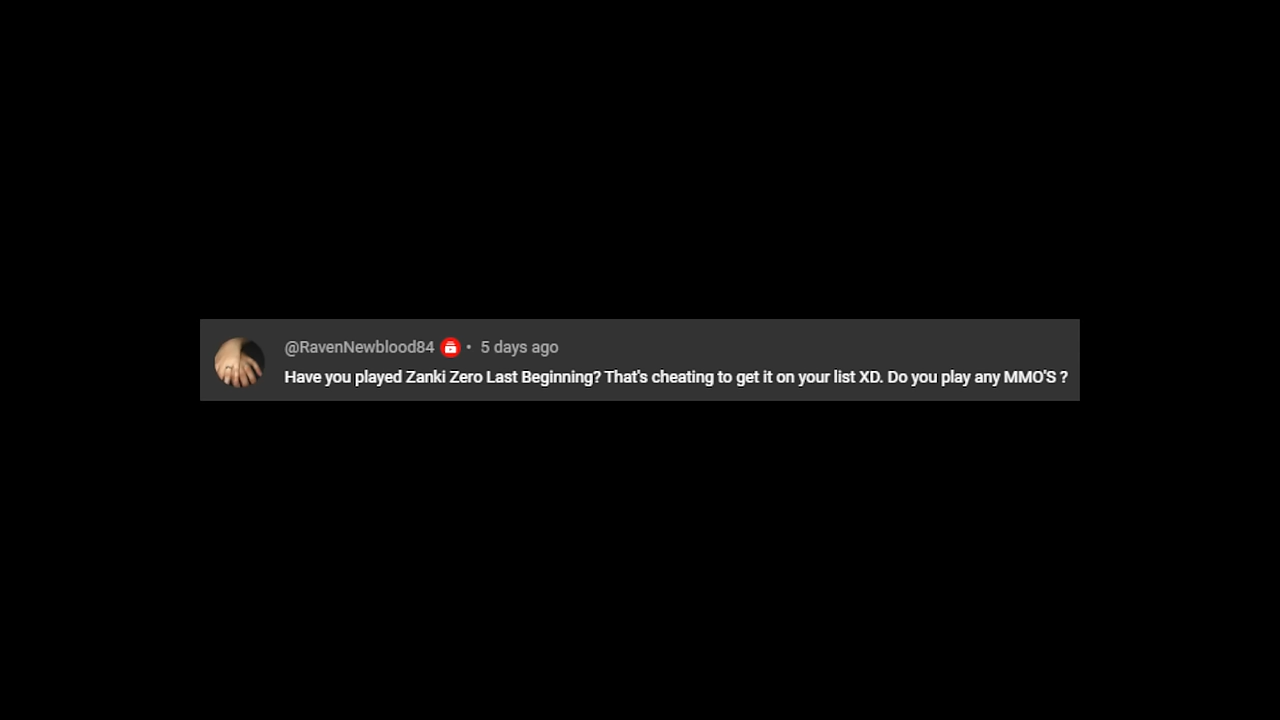 @RavenNewblood84 • 5 days ago
Have you played Zanki Zero Last Beginning? That's cheating to get it on your list XD. Do you play any MMO'S ?